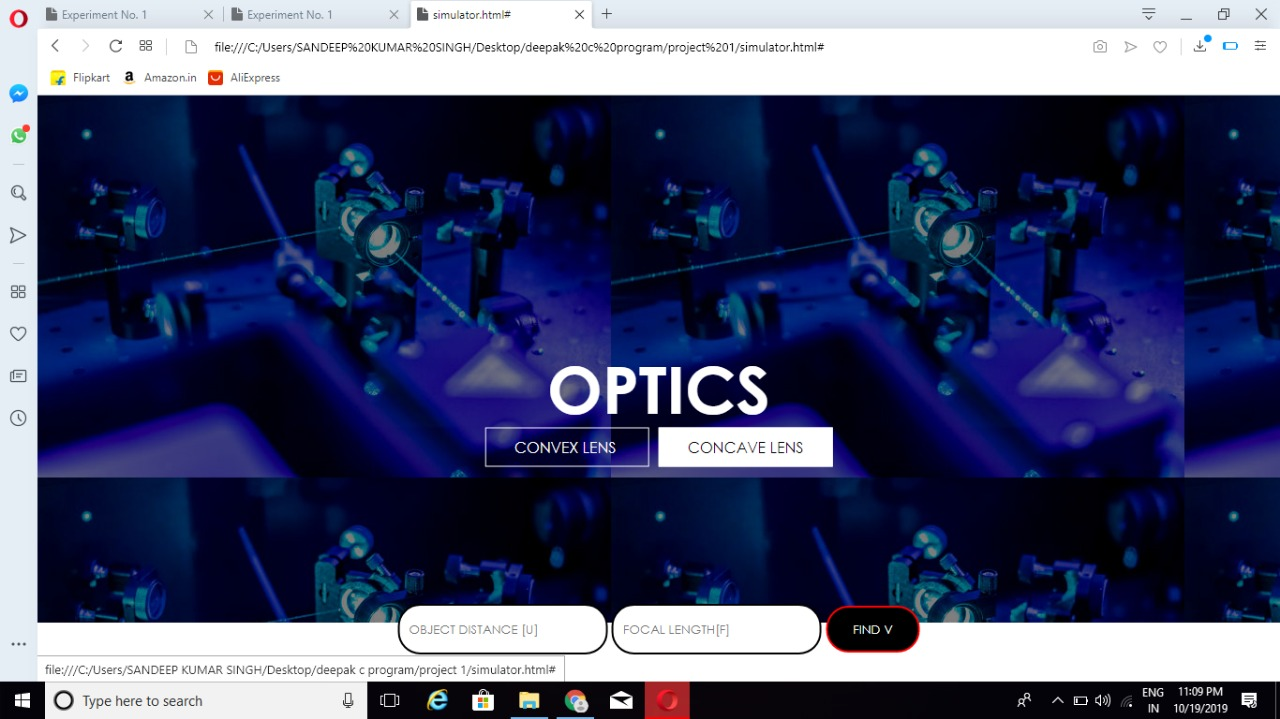 Experiment No. 1
Experiment No. 1
simulator.html#
file:///C:/Users/SANDEEP%20KUMAR%20SINGH/Desktop/deepak%20c%20program/project%201/simulator.html#
Flipkart
Amazon.in
AliExpress
OPTICS
CONVEX LENS
CONCAVE LENS
OBJECT DISTANCE [U]
FOCAL LENGTH[F]
FIND V
file:///C:/Users/SANDEEP KUMAR SINGH/Desktop/deepak c program/project 1/simulator.html#
Type here to search
ENG
IN
11:09 PM
10/19/2019